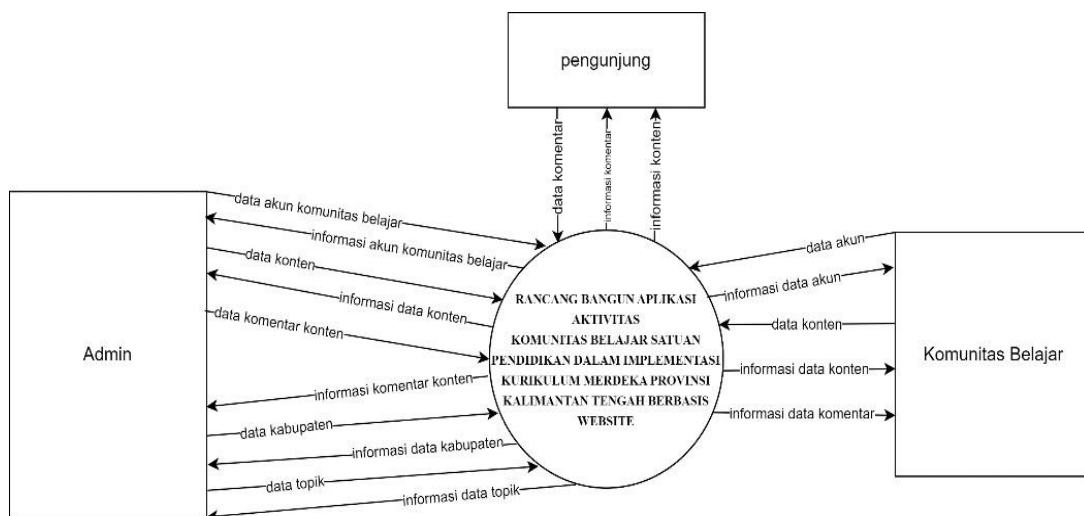 pengunjung
data komentar
informasi komentar
informasi konten
data akun komunitas belajar
informasi akun komunitas belajar
data konten
informasi data konten
data komentar konten
Admin
informasi komentar konten
data kabupaten
informasi data kabupaten
data topik
informasi data topik
RANCANG BANGUN APLIKASI
AKTIVITAS
KOMUNITAS BELAJAR SATUAN
PENDIDIKAN DALAM IMPLEMENTASI
KURIKULUM MERDEKA PROVINSI
KALIMANTAN TENGAH BERBASIS
WEBSITE
data akun
informasi data akun
data konten
informasi data konten
informasi data komentar
Komunitas Belajar